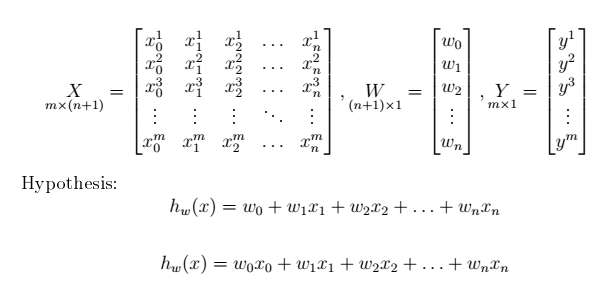 $\underset{m\times(n+1)}{X} = \begin{bmatrix} x_0^1 & x_1^1 & x_2^1 & \dots & x_n^1 \\ x_0^2 & x_1^2 & x_2^2 & \dots & x_n^2 \\ x_0^3 & x_1^3 & x_2^3 & \dots & x_n^3 \\ \vdots & \vdots & \vdots & \ddots & \vdots \\ x_0^m & x_1^m & x_2^m & \dots & x_n^m \end{bmatrix}, \underset{(n+1)\times 1}{W} = \begin{bmatrix} w_0 \\ w_1 \\ w_2 \\ \vdots \\ w_n \end{bmatrix}, \underset{m\times 1}{Y} = \begin{bmatrix} y^1 \\ y^2 \\ y^3 \\ \vdots \\ y^m \end{bmatrix}$
Hypothesis:
$h_w(x) = w_0 + w_1x_1 + w_2x_2 + \dots + w_nx_n$
$h_w(x) = w_0x_0 + w_1x_1 + w_2x_2 + \dots + w_nx_n$